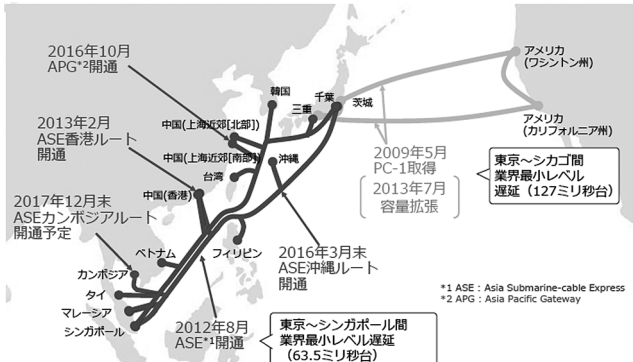 2016年10月
APG*2開通
2013年2月
ASE香港ルート
開通
2017年12月末
ASEカンボジアルート
開通予定
韓国
千葉
三重
茨城
中国(上海近郊[北部])
中国(上海近郊[南部])
沖縄
台湾
中国(香港)
ベトナム
フィリピン
カンボジア
タイ
マレーシア
シンガポール
アメリカ
(ワシントン州)
アメリカ
(カリフォルニア州)
2009年5月
PC-1取得
2013年7月
容量拡張
東京~シカゴ間
業界最小レベル
遅延(127ミリ秒台)
2016年3月末
ASE沖縄ルート
開通
2012年8月
ASE*1開通
東京~シンガポール間
業界最小レベル遅延
(63.5ミリ秒台)
*1 ASE : Asia Submarine-cable Express
*2 APG : Asia Pacific Gateway